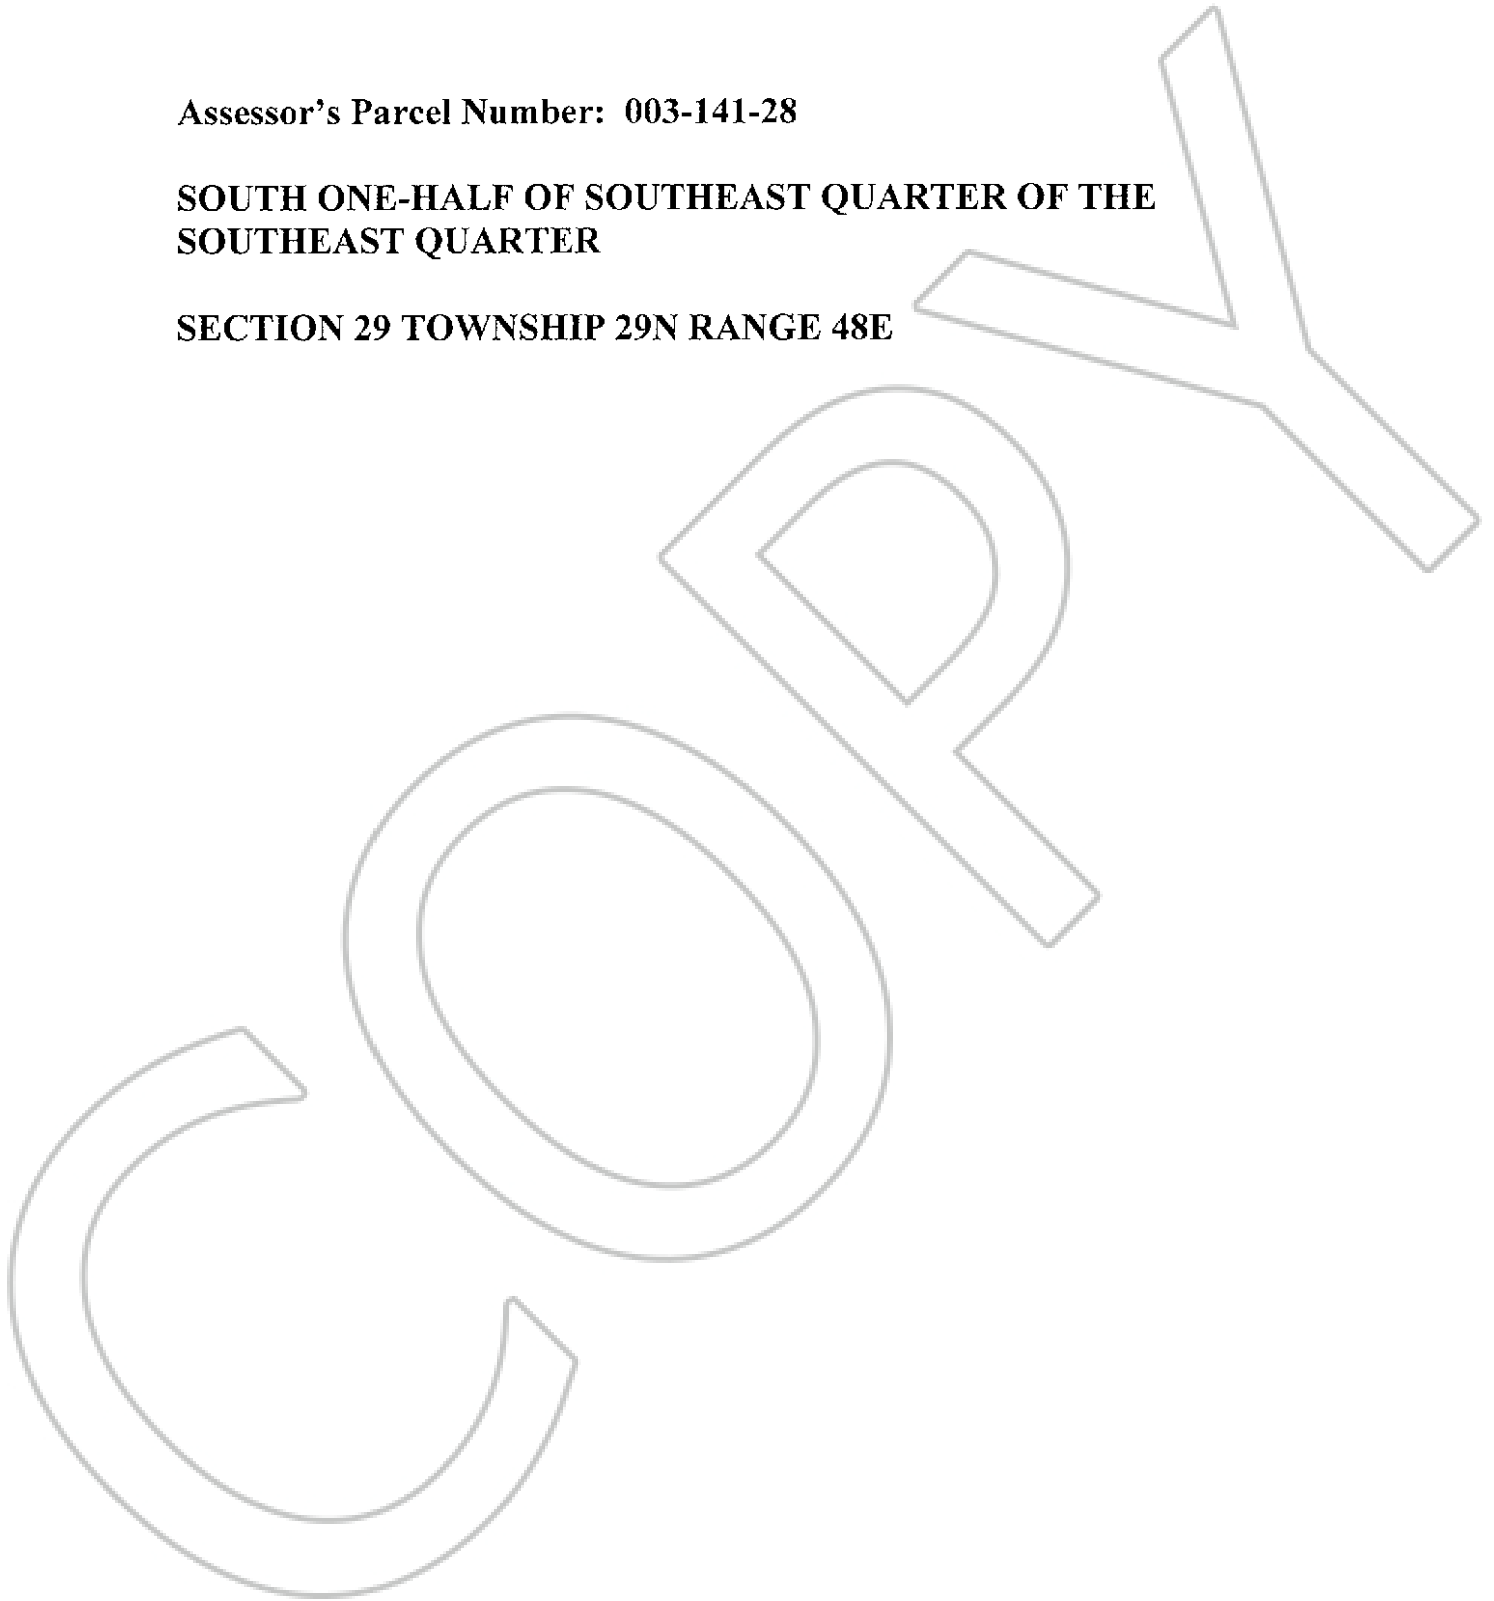 Assessor's Parcel Number: 003-141-28
SOUTH ONE-HALF OF SOUTHEAST QUARTER OF THE
SOUTHEAST QUARTER
SECTION 29 TOWNSHIP 29N RANGE 48E
COPY